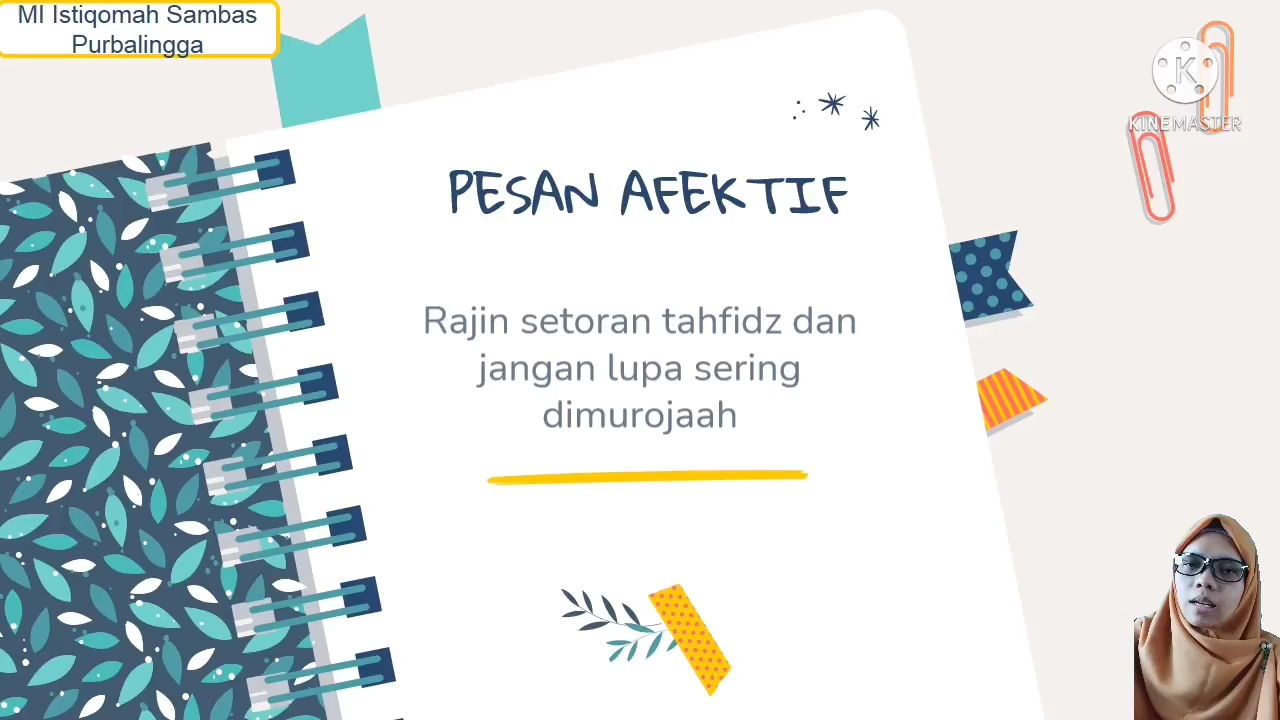 MI Istiqomah Sambas
Purbalingga
K
KINEMASTER
PESAN AFEKTIF
Rajin setoran tahfidz dan
jangan lupa sering
dimurojaah